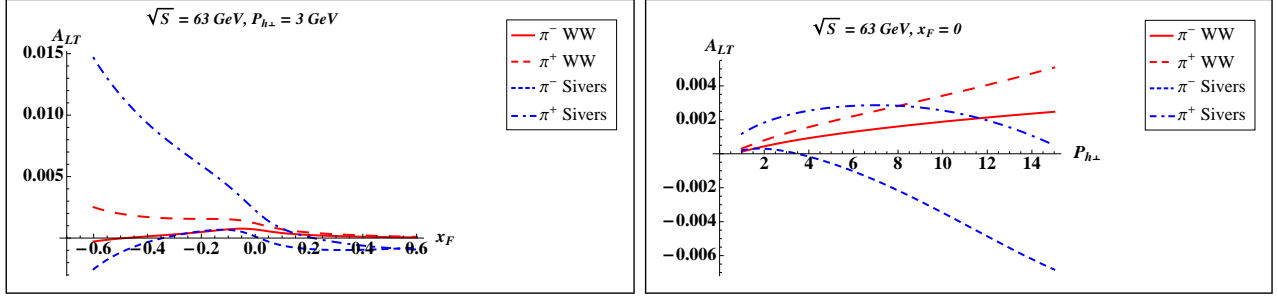 √S = 63 GeV, P_h⊥ = 3 GeV
A_LT
0.015
0.010
0.005
−0.6 −0.4 −0.2 0.0 0.2 0.4 0.6
x_F
π⁻ WW
π⁺ WW
π⁻ Sivers
π⁺ Sivers
√S = 63 GeV, x_F = 0
A_LT
0.004
0.002
−0.002
−0.004
−0.006
2 4 6 8 10 12 14
P_h⊥
π⁻ WW
π⁺ WW
π⁻ Sivers
π⁺ Sivers